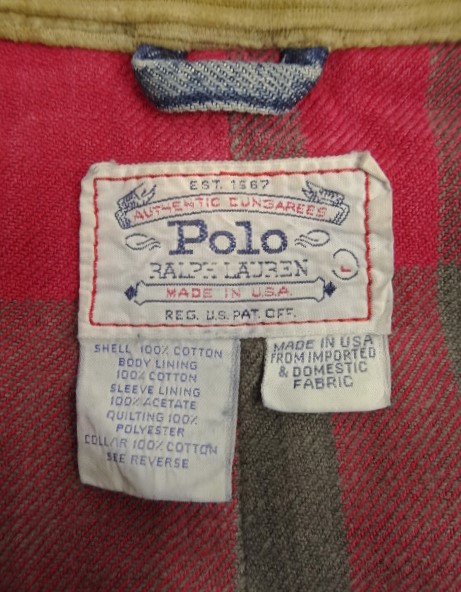 EST. 1967
AUTHENTIC DUNGAREES
Polo
RALPH LAUREN
L
MADE IN U.S.A.
REG. U.S. PAT. OFF.
SHELL 100% COTTON
BODY LINING
100% COTTON
SLEEVE LINING
100% ACETATE
QUILTING 100%
POLYESTER
COLLAR 100% COTTON
SEE REVERSE
MADE IN USA
FROM IMPORTED
& DOMESTIC
FABRIC